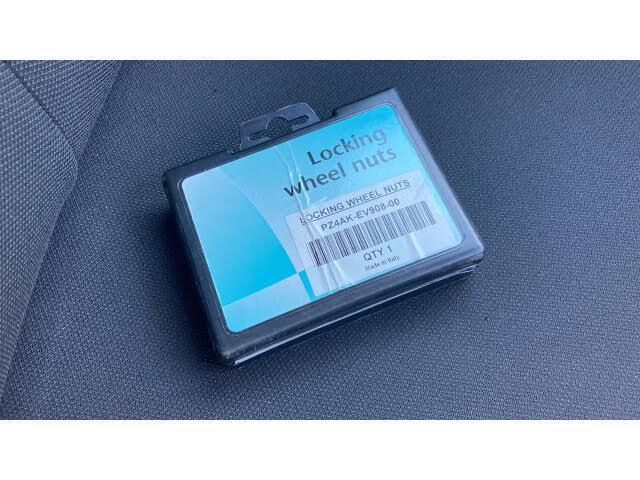 Locking
wheel nuts
LOCKING WHEEL NUTS
PZ4AK-EV908-00
QTY 1
Made in Italy